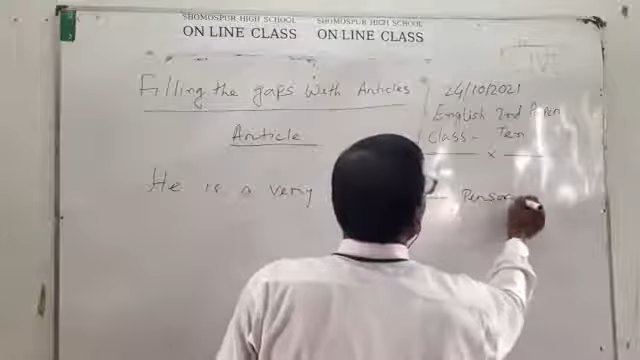 SHOMOSPUR HIGH SCHOOL SHOMOSPUR HIGH SCHOOL
ON LINE CLASS ON LINE CLASS
Filling the gaps with Articles
24/10/2021
English 2nd Paper
Class - Ten
Article
x
He is a very
Person